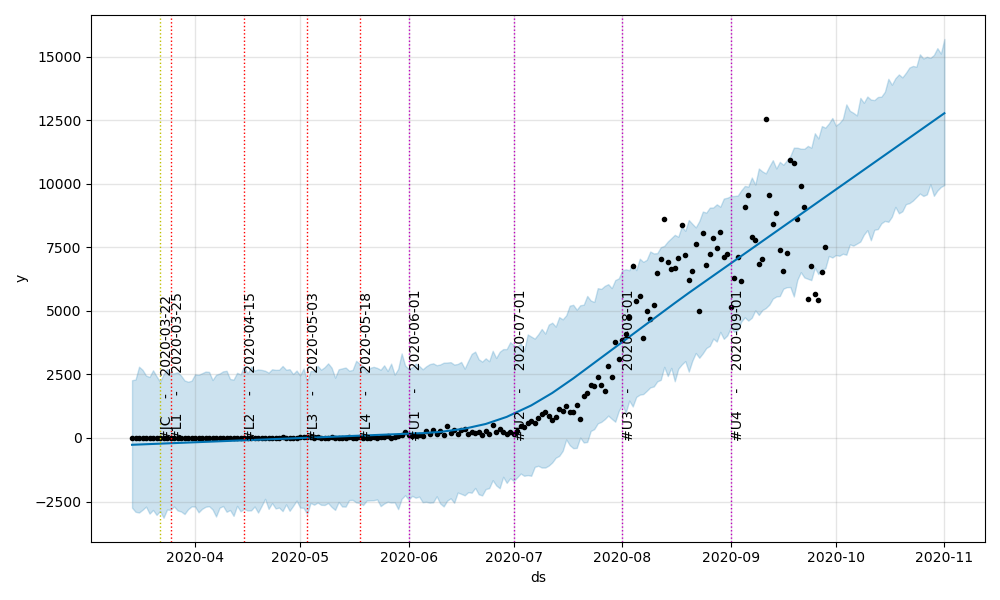 15000
12500
10000
7500
5000
2500
0
−2500
y
#JC - 2020-03-22
#L1 - 2020-03-25
#L2 - 2020-04-15
#L3 - 2020-05-03
#L4 - 2020-05-18
#U1 - 2020-06-01
#U2 - 2020-07-01
#U3 - 2020-08-01
#U4 - 2020-09-01
2020-04
2020-05
2020-06
2020-07
2020-08
2020-09
2020-10
2020-11
ds